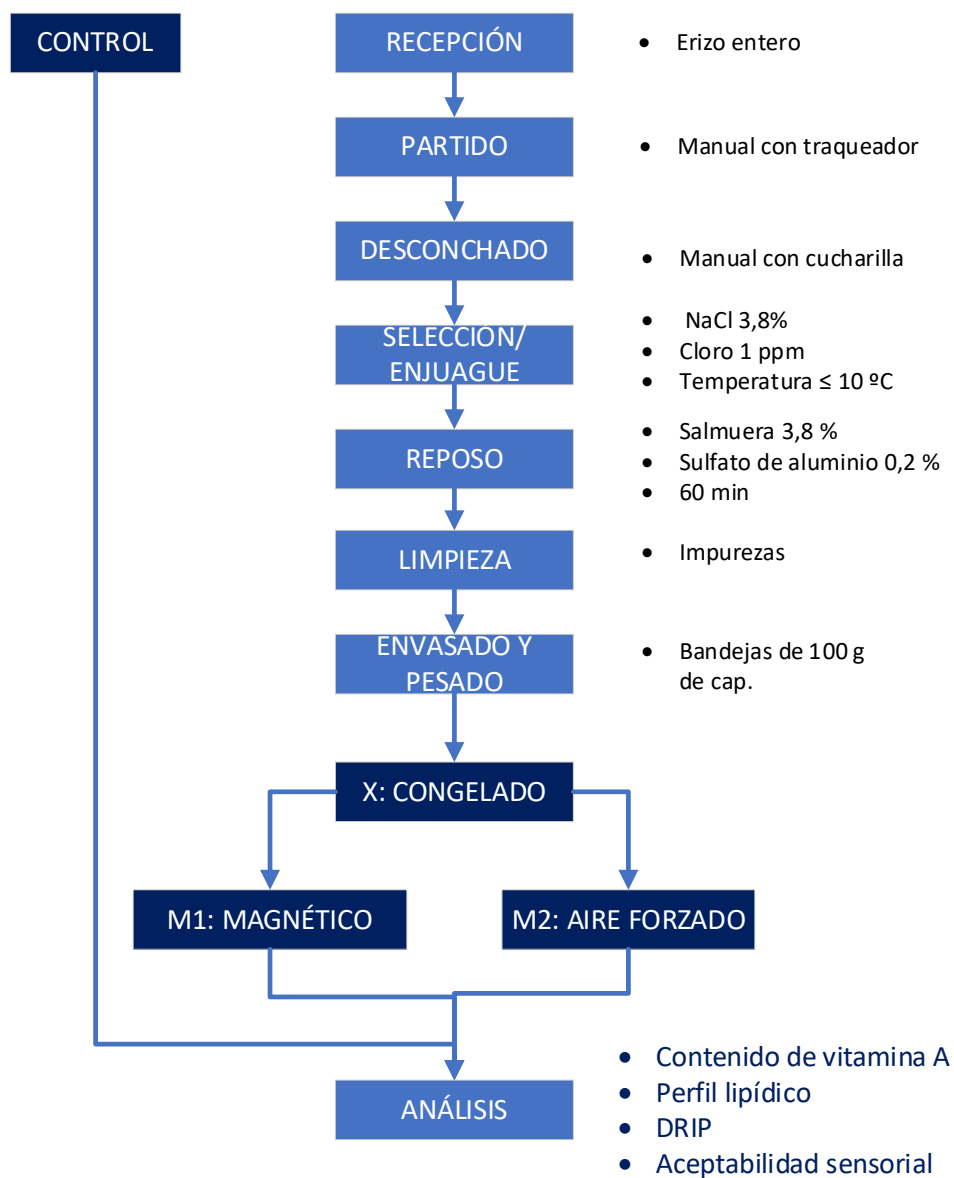 CONTROL
RECEPCIÓN
• Erizo entero
PARTIDO
• Manual con traqueador
DESCONCHADO
• Manual con cucharilla
SELECCIÓN/
ENJUAGUE
• NaCl 3,8%
• Cloro 1 ppm
• Temperatura ≤ 10 ºC
REPOSO
• Salmuera 3,8 %
• Sulfato de aluminio 0,2 %
• 60 min
LIMPIEZA
• Impurezas
ENVASADO Y
PESADO
• Bandejas de 100 g
de cap.
X: CONGELADO
M1: MAGNÉTICO
M2: AIRE FORZADO
ANÁLISIS
• Contenido de vitamina A
• Perfil lipídico
• DRIP
• Aceptabilidad sensorial